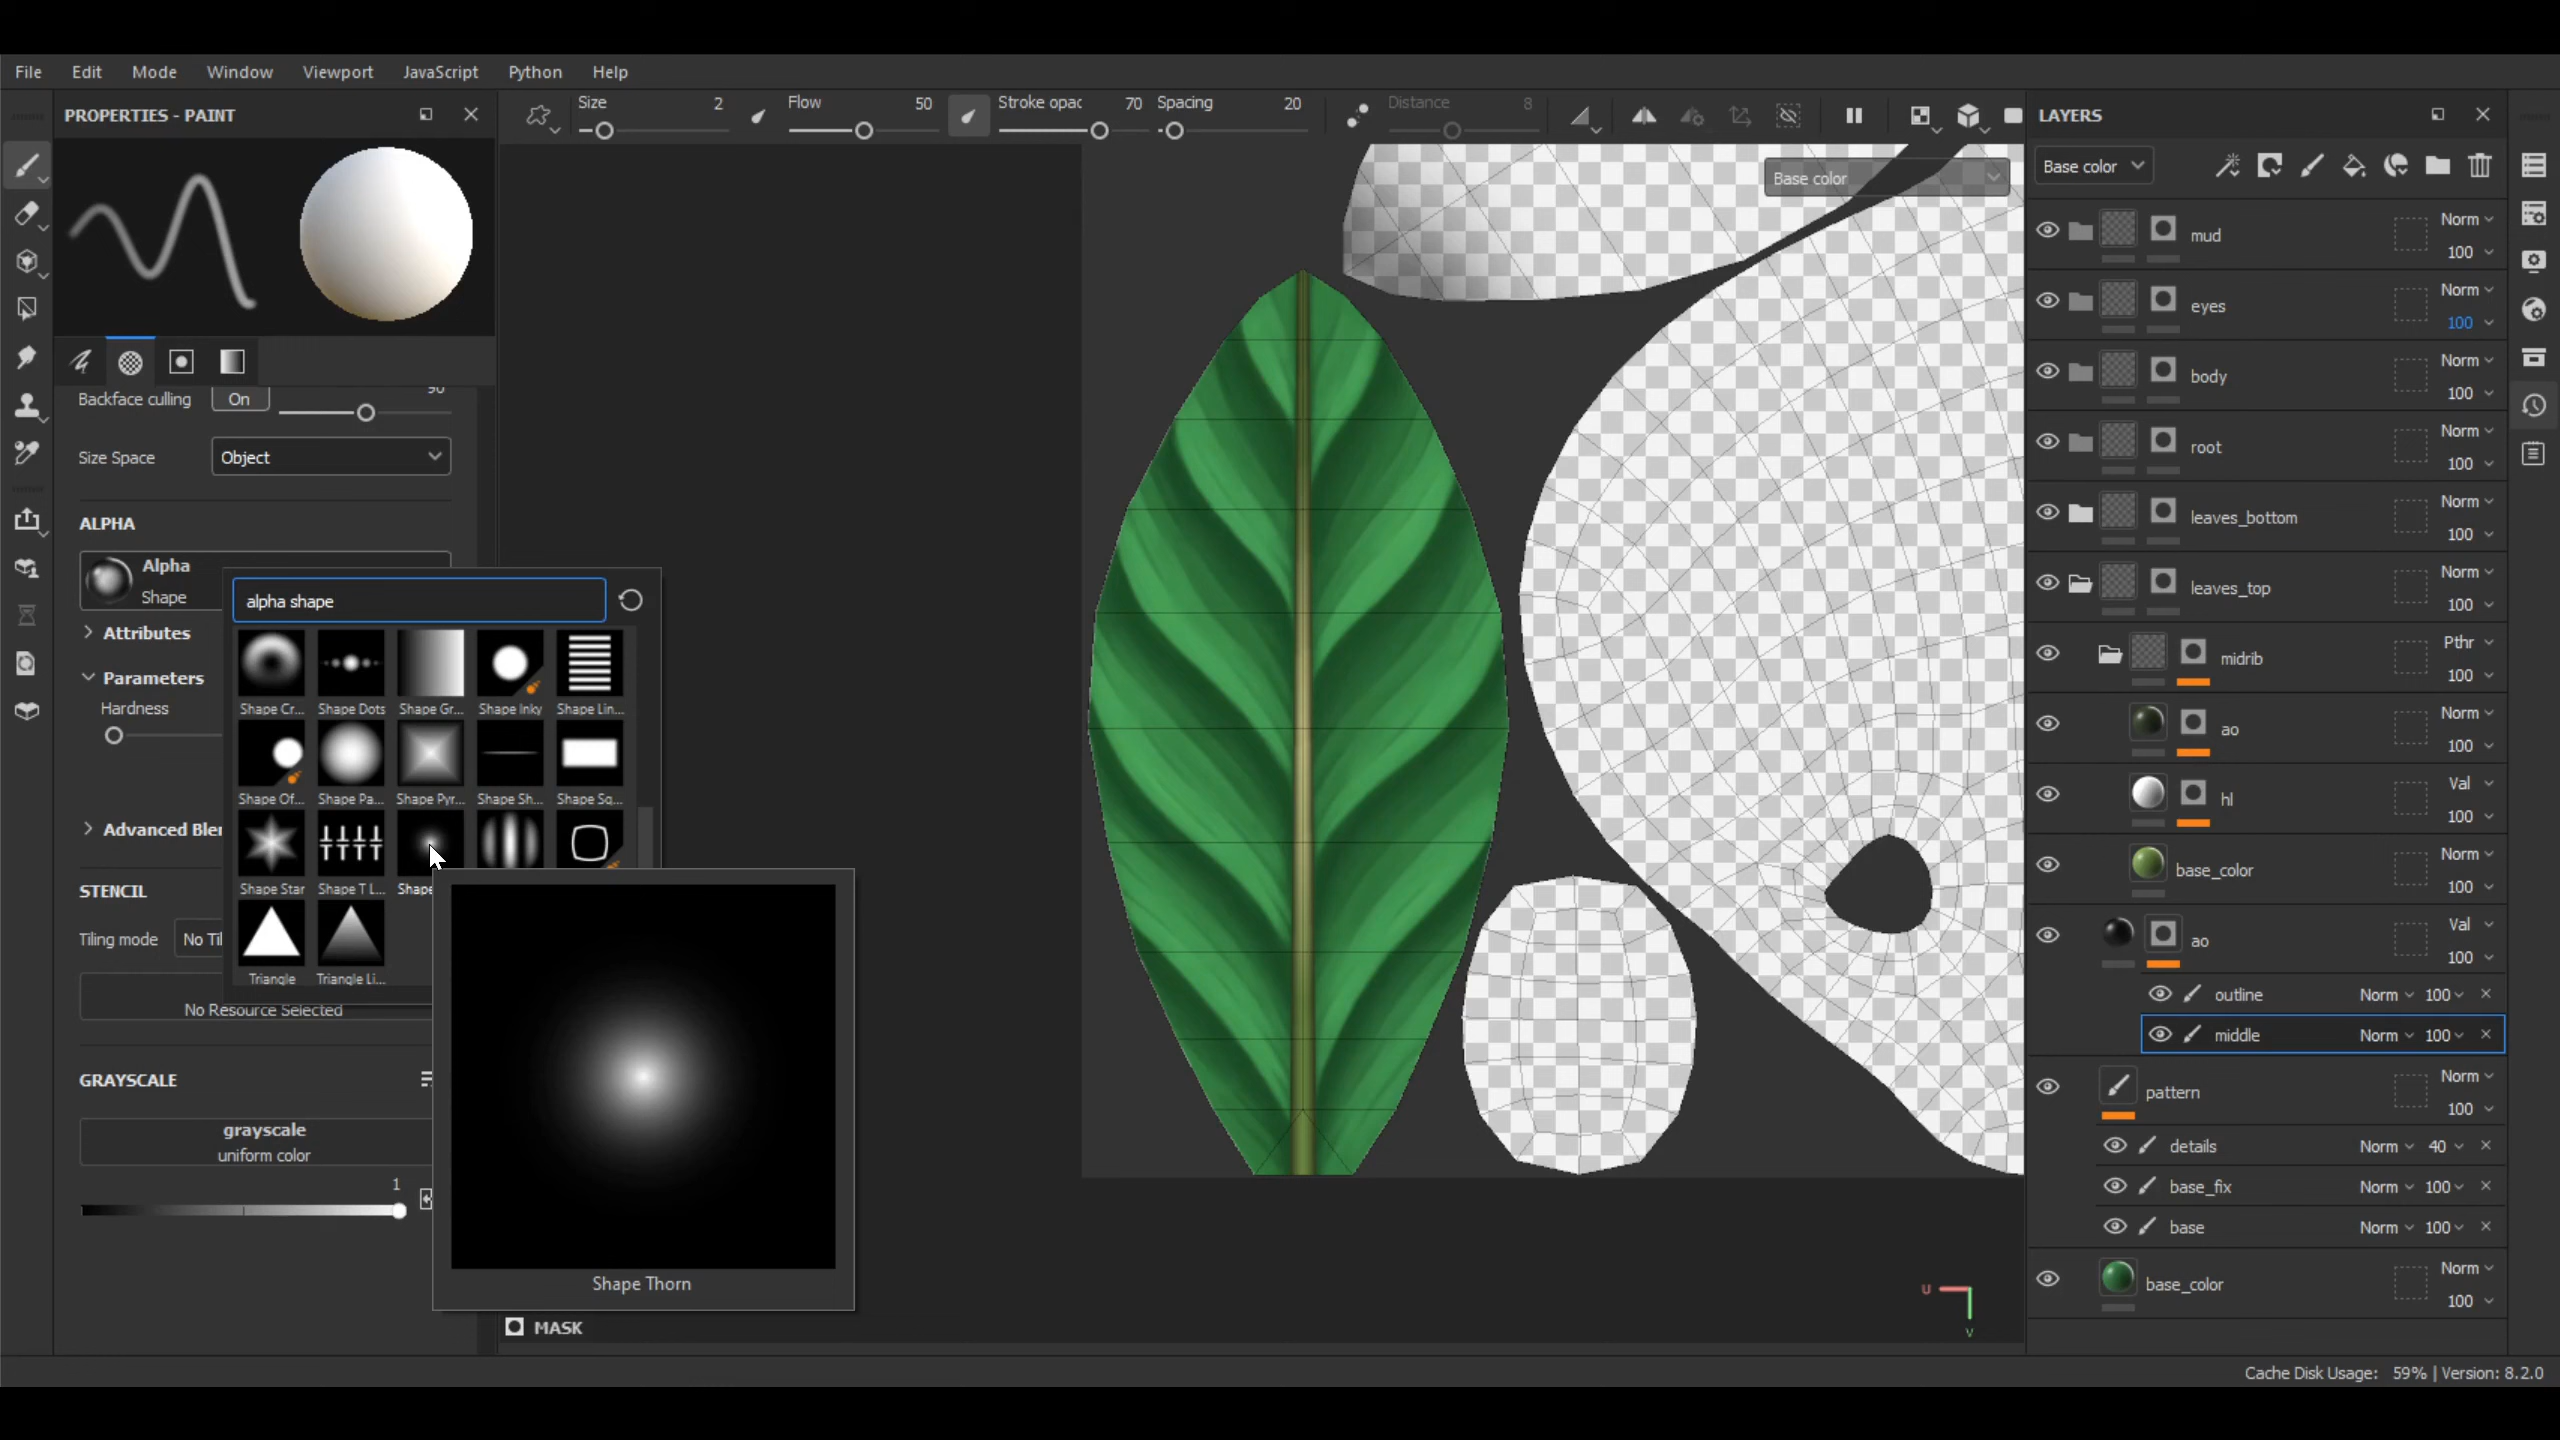 File Edit Mode Window Viewport JavaScript Python Help
PROPERTIES - PAINT
Size 2 Flow 50 Stroke opac 70 Spacing 20 Distance 8
Backface culling On 90
Size Space Object
ALPHA
Alpha
Shape
alpha shape
Attributes
Parameters
Hardness
Advanced Blen
Shape Cr... Shape Dots Shape Gr... Shape Inky Shape Lin...
Shape Of... Shape Pa... Shape Pyr... Shape Sh... Shape Sq...
Shape Star Shape T L... Shape
Triangle Triangle Li...
Shape Thorn
STENCIL
Tiling mode No Til
No Resource Selected
GRAYSCALE
grayscale
uniform color
1
MASK
Base color
U
V
LAYERS
Base color
mud Norm 100
eyes Norm 100
body Norm 100
root Norm 100
leaves_bottom Norm 100
leaves_top Norm 100
midrib Pthr 100
ao Norm 100
hl Val 100
base_color Norm 100
ao Val 100
outline Norm 100
middle Norm 100
pattern Norm 100
details Norm 40
base_fix Norm 100
base Norm 100
base_color Norm 100
Cache Disk Usage: 59% | Version: 8.2.0